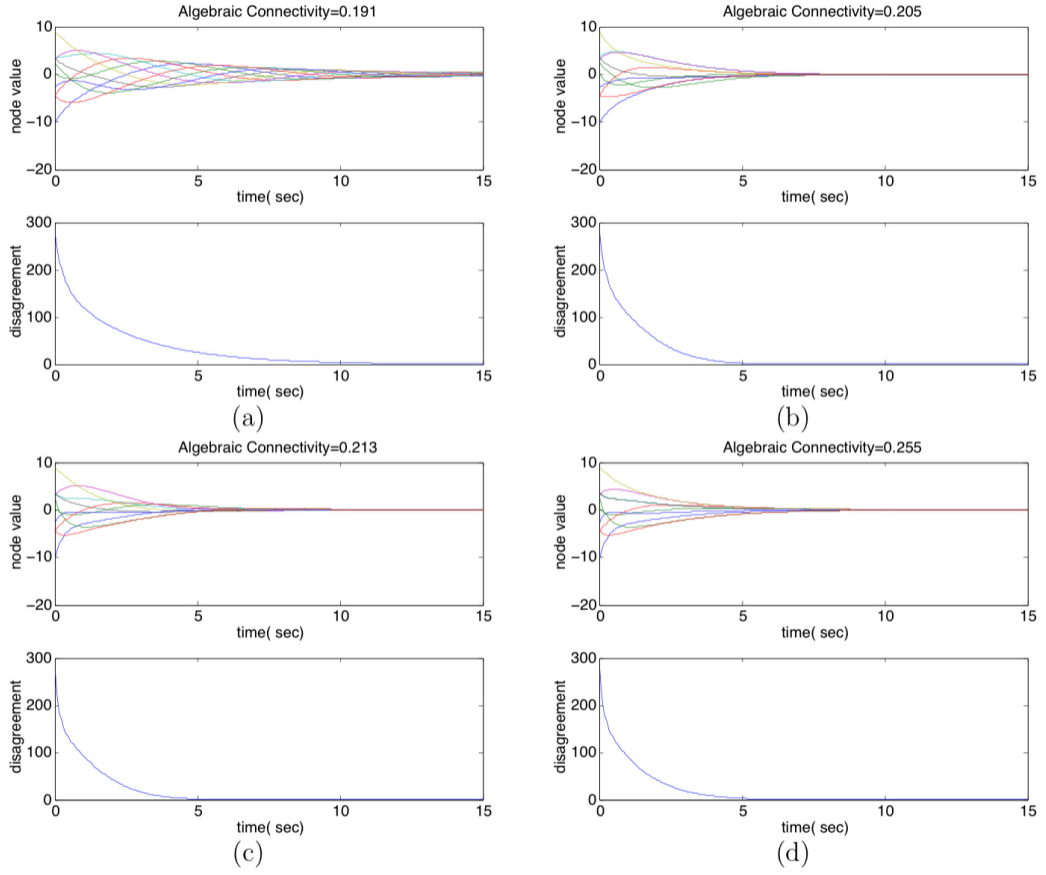 Algebraic Connectivity=0.191
10
0
−10
−20
node value
0 5 10 15
time( sec)
300
200
100
0
disagreement
0 5 10 15
time( sec)
(a)
Algebraic Connectivity=0.205
10
0
−10
−20
node value
0 5 10 15
time( sec)
300
200
100
0
disagreement
0 5 10 15
time( sec)
(b)
Algebraic Connectivity=0.213
10
0
−10
−20
node value
0 5 10 15
time( sec)
300
200
100
0
disagreement
0 5 10 15
time( sec)
(c)
Algebraic Connectivity=0.255
10
0
−10
−20
node value
0 5 10 15
time( sec)
300
200
100
0
disagreement
0 5 10 15
time( sec)
(d)